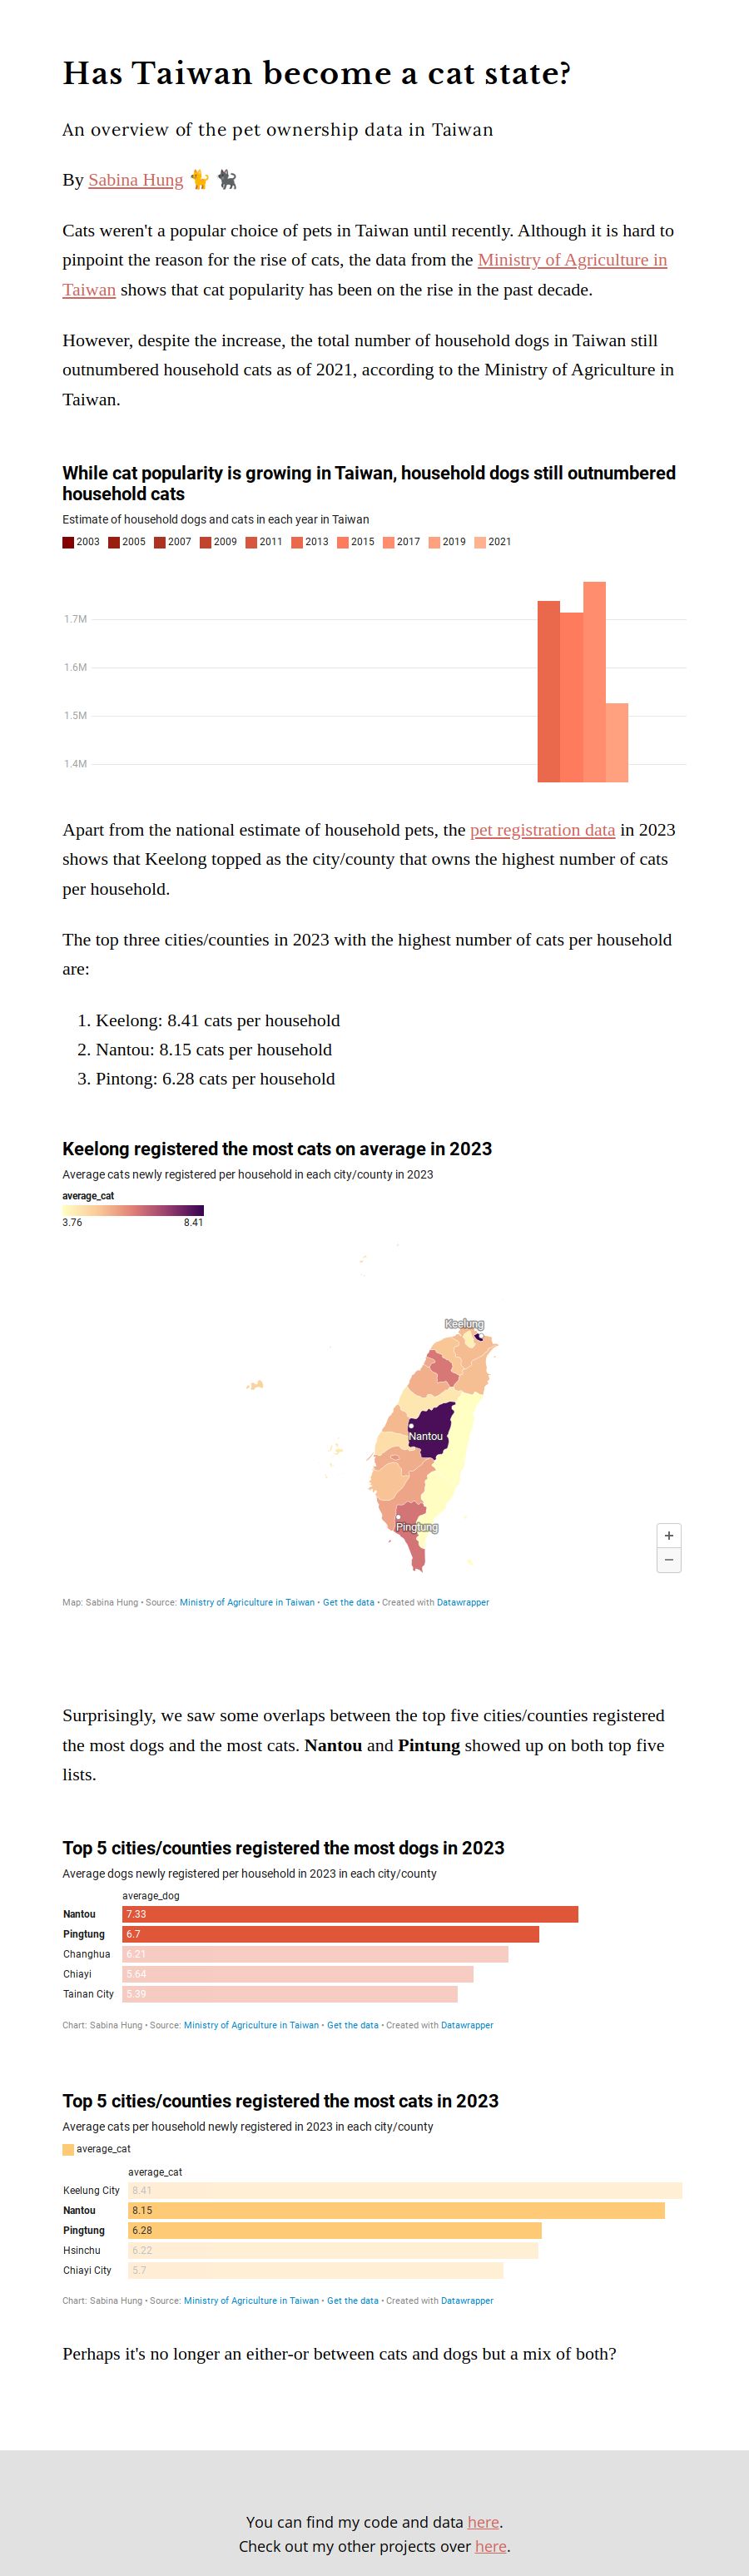 Has Taiwan become a cat state?
An overview of the pet ownership data in Taiwan
By Sabina Hung 🐈 🐈‍⬛
Cats weren't a popular choice of pets in Taiwan until recently. Although it is hard to
pinpoint the reason for the rise of cats, the data from the Ministry of Agriculture in
Taiwan shows that cat popularity has been on the rise in the past decade.
However, despite the increase, the total number of household dogs in Taiwan still
outnumbered household cats as of 2021, according to the Ministry of Agriculture in
Taiwan.
While cat popularity is growing in Taiwan, household dogs still outnumbered
household cats
Estimate of household dogs and cats in each year in Taiwan
2003 2005 2007 2009 2011 2013 2015 2017 2019 2021
1.7M
1.6M
1.5M
1.4M
Apart from the national estimate of household pets, the pet registration data in 2023
shows that Keelong topped as the city/county that owns the highest number of cats
per household.
The top three cities/counties in 2023 with the highest number of cats per household
are:
1. Keelong: 8.41 cats per household
2. Nantou: 8.15 cats per household
3. Pintong: 6.28 cats per household
Keelong registered the most cats on average in 2023
Average cats newly registered per household in each city/county in 2023
average_cat
3.76 8.41
Keelung
Nantou
Pingtung
+
−
Map: Sabina Hung • Source: Ministry of Agriculture in Taiwan • Get the data • Created with Datawrapper
Surprisingly, we saw some overlaps between the top five cities/counties registered
the most dogs and the most cats. Nantou and Pintung showed up on both top five
lists.
Top 5 cities/counties registered the most dogs in 2023
Average dogs newly registered per household in 2023 in each city/county
average_dog
Nantou 7.33
Pingtung 6.7
Changhua 6.21
Chiayi 5.64
Tainan City 5.39
Chart: Sabina Hung • Source: Ministry of Agriculture in Taiwan • Get the data • Created with Datawrapper
Top 5 cities/counties registered the most cats in 2023
Average cats per household newly registered in 2023 in each city/county
average_cat
average_cat
Keelung City 8.41
Nantou 8.15
Pingtung 6.28
Hsinchu 6.22
Chiayi City 5.7
Chart: Sabina Hung • Source: Ministry of Agriculture in Taiwan • Get the data • Created with Datawrapper
Perhaps it's no longer an either-or between cats and dogs but a mix of both?
You can find my code and data here.
Check out my other projects over here.